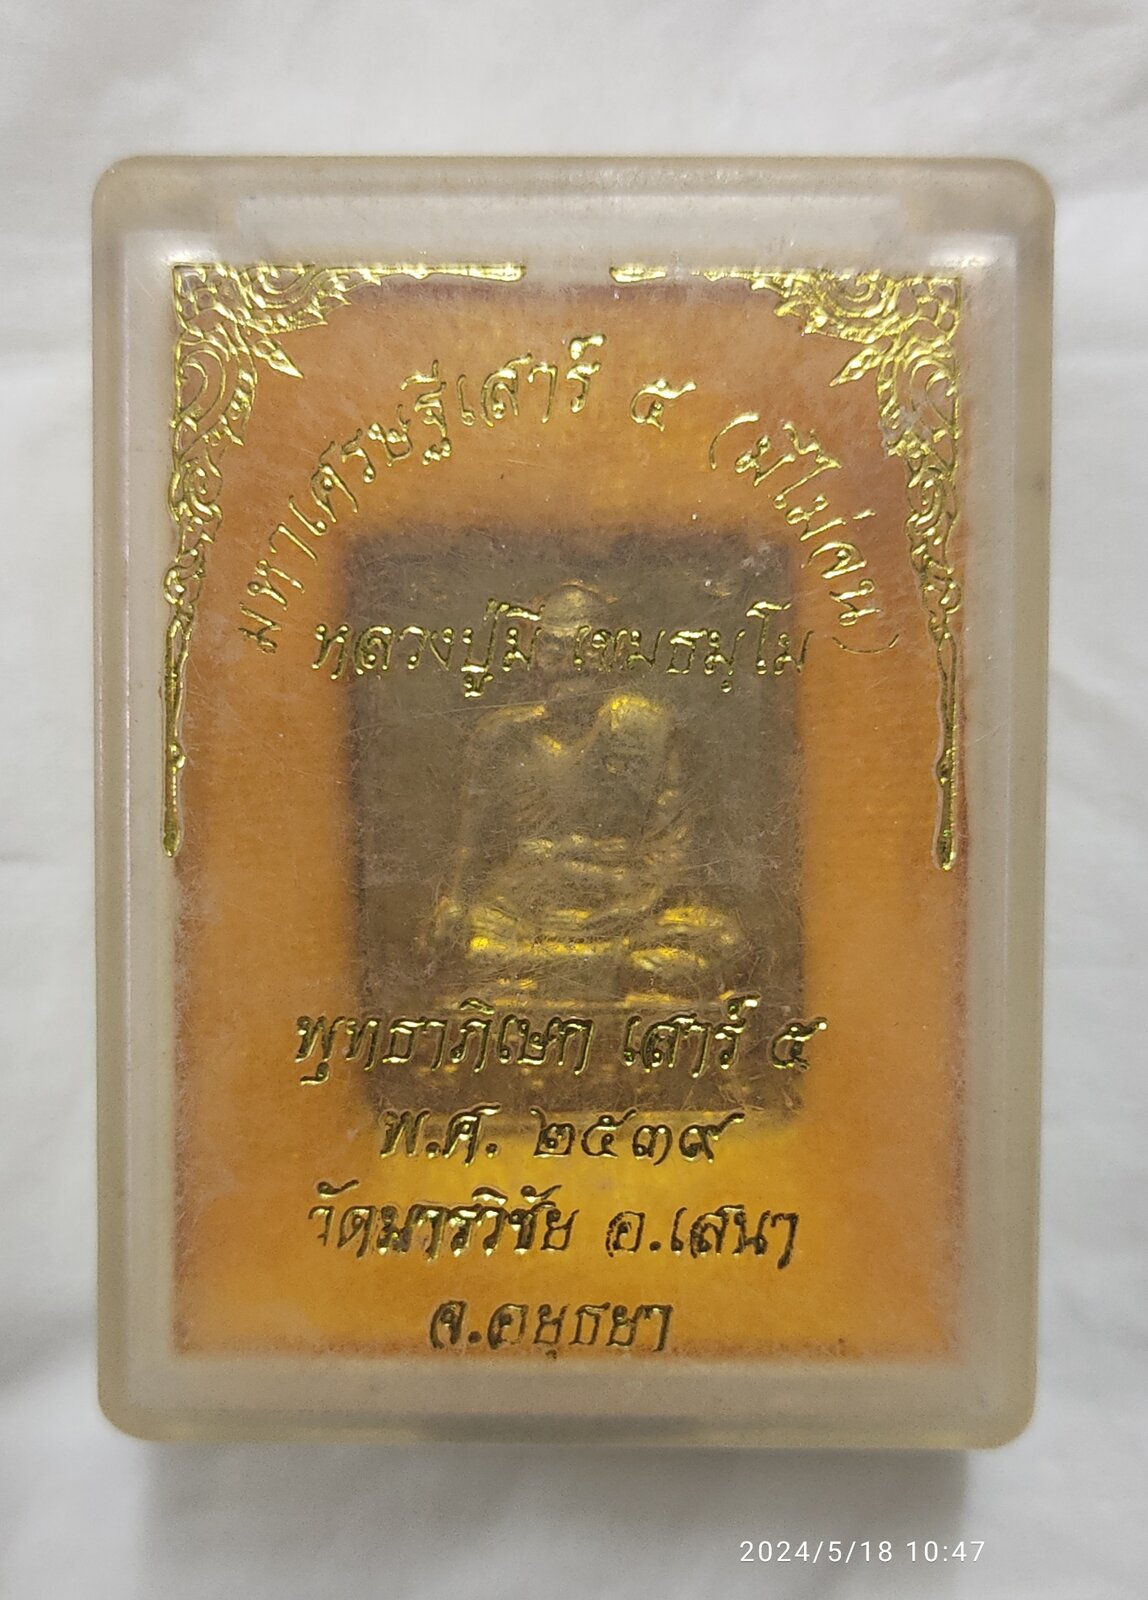 มหาเศรษฐีเสาร์ ๕ (มีไม่จน)
หลวงปู่มี เขมธมฺโม
พุทธาภิเษก เสาร์ ๕
พ.ศ. ๒๕๓๙
วัดมารวิชัย อ.เสนา
จ.อยุธยา
2024/5/18 10:47